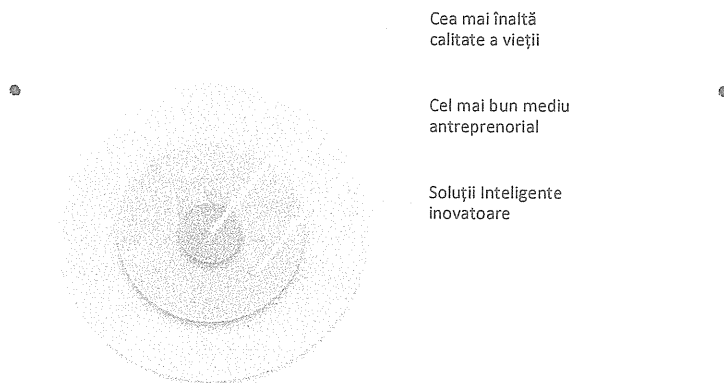 Cea mai înaltă
calitate a vieții
Cel mai bun mediu
antreprenorial
Soluții Inteligente
inovatoare